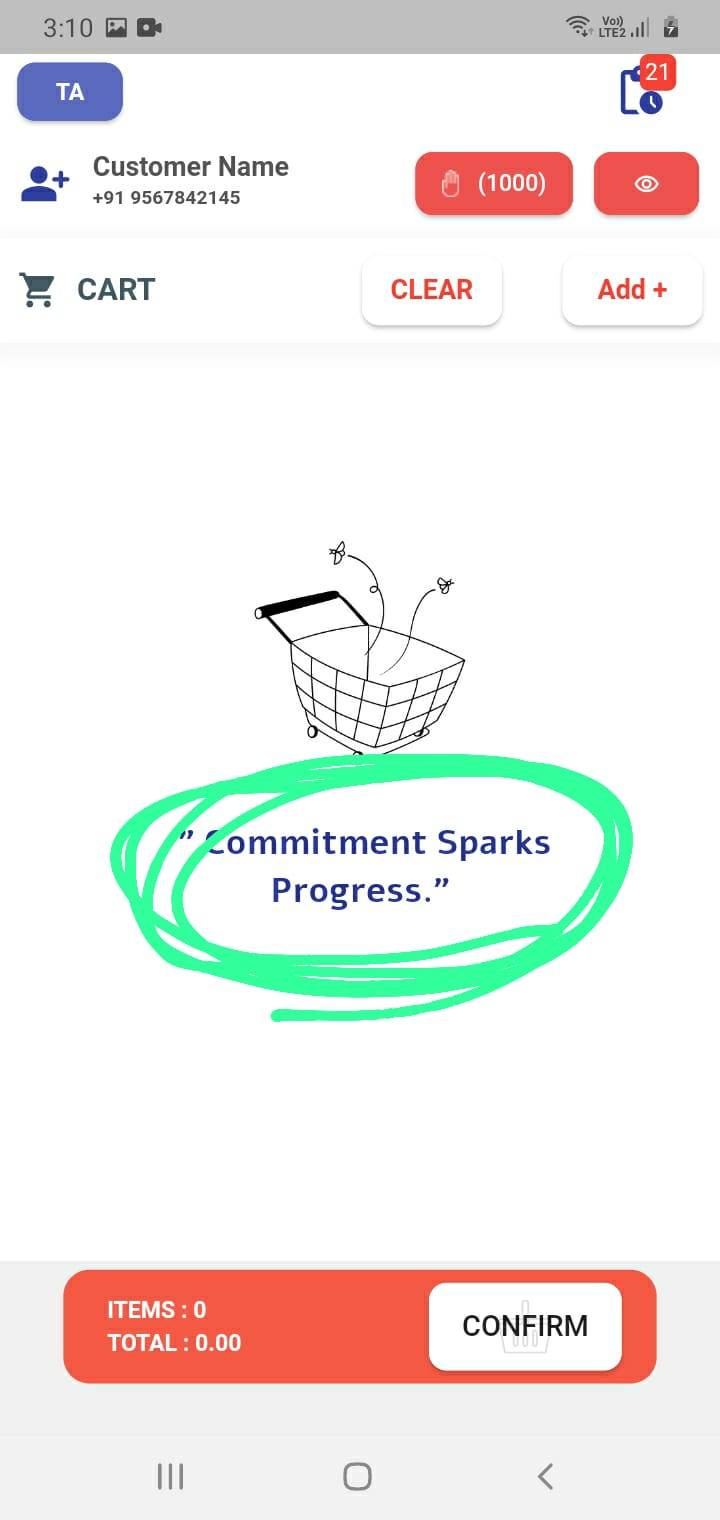 3:10
Vo))
LTE2
21
TA
Customer Name
+91 9567842145
(1000)
CART
CLEAR
Add +
” Commitment Sparks
Progress.”
ITEMS : 0
TOTAL : 0.00
CONFIRM